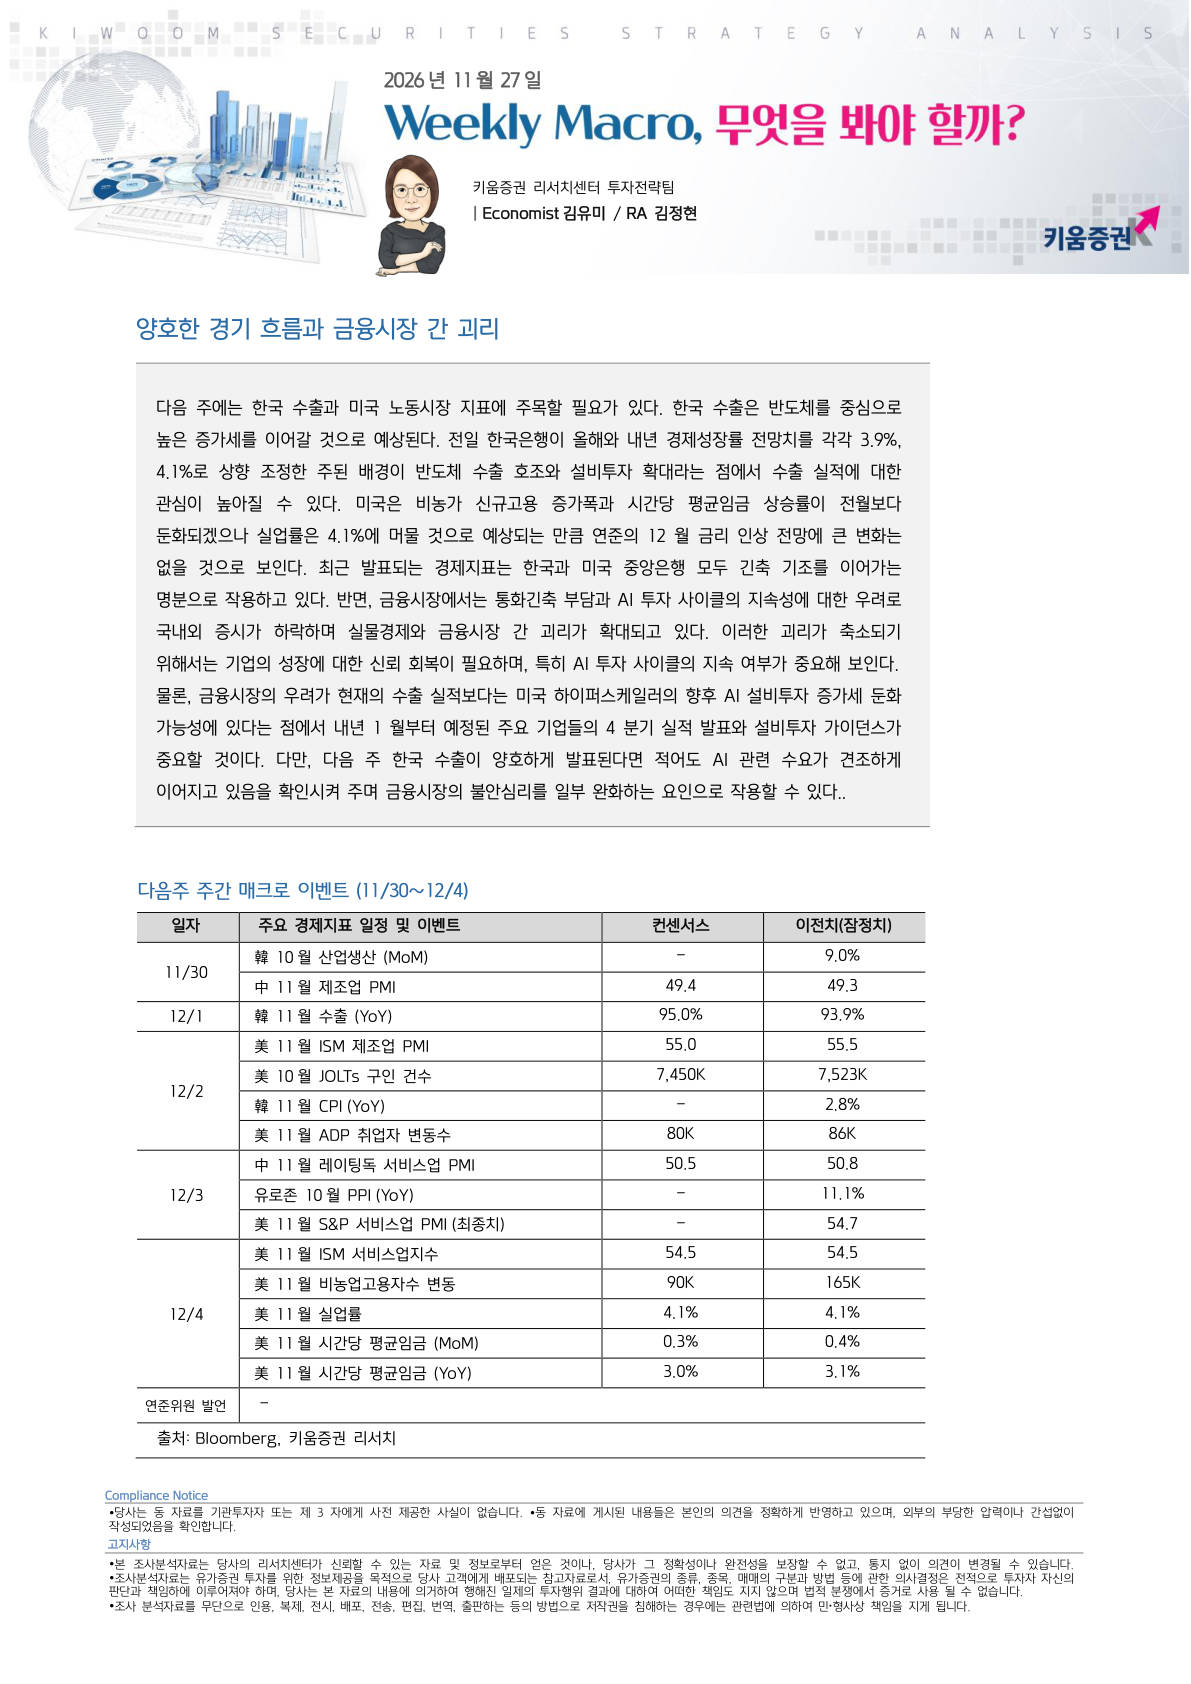 KIWOOM SECURITIES STRATEGY ANALYSIS
2026년 11월 27일
Weekly Macro, 무엇을 봐야 할까?
키움증권 리서치센터 투자전략팀
| Economist 김유미 / RA 김정현
키움증권
양호한 경기 흐름과 금융시장 간 괴리
다음 주에는 한국 수출과 미국 노동시장 지표에 주목할 필요가 있다. 한국 수출은 반도체를 중심으로
높은 증가세를 이어갈 것으로 예상된다. 전일 한국은행이 올해와 내년 경제성장률 전망치를 각각 3.9%,
4.1%로 상향 조정한 주된 배경이 반도체 수출 호조와 설비투자 확대라는 점에서 수출 실적에 대한
관심이 높아질 수 있다. 미국은 비농가 신규고용 증가폭과 시간당 평균임금 상승률이 전월보다
둔화되겠으나 실업률은 4.1%에 머물 것으로 예상되는 만큼 연준의 12 월 금리 인상 전망에 큰 변화는
없을 것으로 보인다. 최근 발표되는 경제지표는 한국과 미국 중앙은행 모두 긴축 기조를 이어가는
명분으로 작용하고 있다. 반면, 금융시장에서는 통화긴축 부담과 AI 투자 사이클의 지속성에 대한 우려로
국내외 증시가 하락하며 실물경제와 금융시장 간 괴리가 확대되고 있다. 이러한 괴리가 축소되기
위해서는 기업의 성장에 대한 신뢰 회복이 필요하며, 특히 AI 투자 사이클의 지속 여부가 중요해 보인다.
물론, 금융시장의 우려가 현재의 수출 실적보다는 미국 하이퍼스케일러의 향후 AI 설비투자 증가세 둔화
가능성에 있다는 점에서 내년 1 월부터 예정된 주요 기업들의 4 분기 실적 발표와 설비투자 가이던스가
중요할 것이다. 다만, 다음 주 한국 수출이 양호하게 발표된다면 적어도 AI 관련 수요가 견조하게
이어지고 있음을 확인시켜 주며 금융시장의 불안심리를 일부 완화하는 요인으로 작용할 수 있다..
다음주 주간 매크로 이벤트 (11/30~12/4)
일자 주요 경제지표 일정 및 이벤트 컨센서스 이전치(잠정치)
11/30 韓 10월 산업생산 (MoM) - 9.0%
中 11월 제조업 PMI 49.4 49.3
12/1 韓 11월 수출 (YoY) 95.0% 93.9%
12/2 美 11월 ISM 제조업 PMI 55.0 55.5
美 10월 JOLTs 구인 건수 7,450K 7,523K
韓 11월 CPI (YoY) - 2.8%
美 11월 ADP 취업자 변동수 80K 86K
12/3 中 11월 레이팅독 서비스업 PMI 50.5 50.8
유로존 10월 PPI (YoY) - 11.1%
美 11월 S&P 서비스업 PMI (최종치) - 54.7
12/4 美 11월 ISM 서비스업지수 54.5 54.5
美 11월 비농업고용자수 변동 90K 165K
美 11월 실업률 4.1% 4.1%
美 11월 시간당 평균임금 (MoM) 0.3% 0.4%
美 11월 시간당 평균임금 (YoY) 3.0% 3.1%
연준위원 발언 -
출처: Bloomberg, 키움증권 리서치
Compliance Notice
•당사는 동 자료를 기관투자자 또는 제 3 자에게 사전 제공한 사실이 없습니다. •동 자료에 게시된 내용들은 본인의 의견을 정확하게 반영하고 있으며, 외부의 부당한 압력이나 간섭없이
작성되었음을 확인합니다.
고지사항
•본 조사분석자료는 당사의 리서치센터가 신뢰할 수 있는 자료 및 정보로부터 얻은 것이나, 당사가 그 정확성이나 완전성을 보장할 수 없고, 통지 없이 의견이 변경될 수 있습니다.
•조사분석자료는 유가증권 투자를 위한 정보제공을 목적으로 당사 고객에게 배포되는 참고자료로서, 유가증권의 종류, 종목, 매매의 구분과 방법 등에 관한 의사결정은 전적으로 투자자 자신의
판단과 책임하에 이루어져야 하며, 당사는 본 자료의 내용에 의거하여 행해진 일체의 투자행위 결과에 대하여 어떠한 책임도 지지 않으며 법적 분쟁에서 증거로 사용 될 수 없습니다.
•조사 분석자료를 무단으로 인용, 복제, 전시, 배포, 전송, 편집, 번역, 출판하는 등의 방법으로 저작권을 침해하는 경우에는 관련법에 의하여 민·형사상 책임을 지게 됩니다.